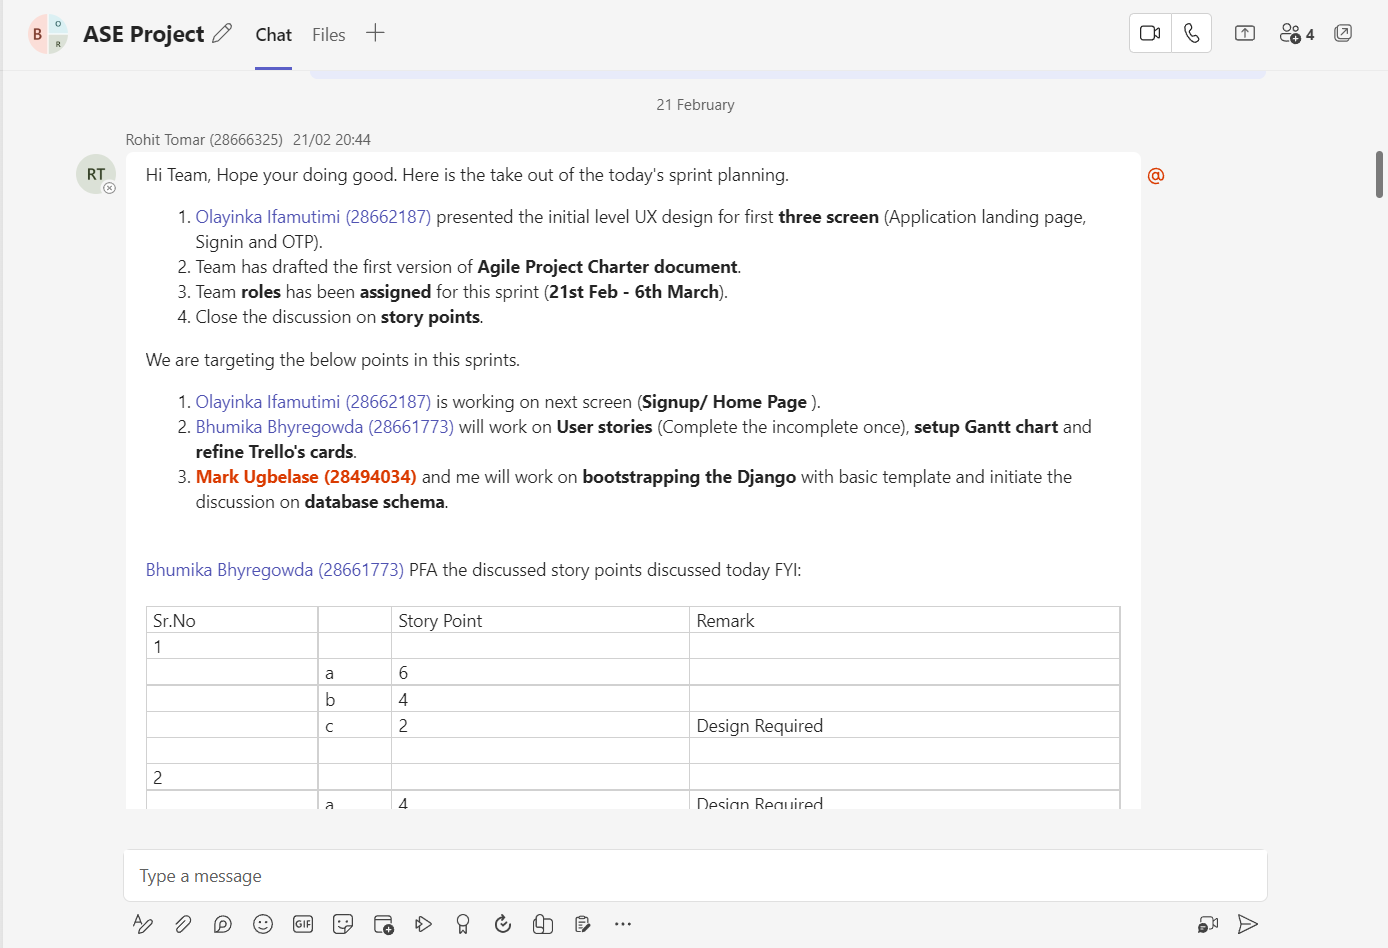 B
O
R
ASE Project
Chat
Files
4
21 February
Rohit Tomar (28666325) 21/02 20:44
RT
Hi Team, Hope your doing good. Here is the take out of the today's sprint planning.
@
1. Olayinka Ifamutimi (28662187) presented the initial level UX design for first three screen (Application landing page,
Signin and OTP).
2. Team has drafted the first version of Agile Project Charter document.
3. Team roles has been assigned for this sprint (21st Feb - 6th March).
4. Close the discussion on story points.
We are targeting the below points in this sprints.
1. Olayinka Ifamutimi (28662187) is working on next screen (Signup/ Home Page ).
2. Bhumika Bhyregowda (28661773) will work on User stories (Complete the incomplete once), setup Gantt chart and
refine Trello's cards.
3. Mark Ugbelase (28494034) and me will work on bootstrapping the Django with basic template and initiate the
discussion on database schema.
Bhumika Bhyregowda (28661773) PFA the discussed story points discussed today FYI:
Sr.No Story Point Remark
1
a 6
b 4
c 2 Design Required
2
a 4 Design Required
Type a message
GIF